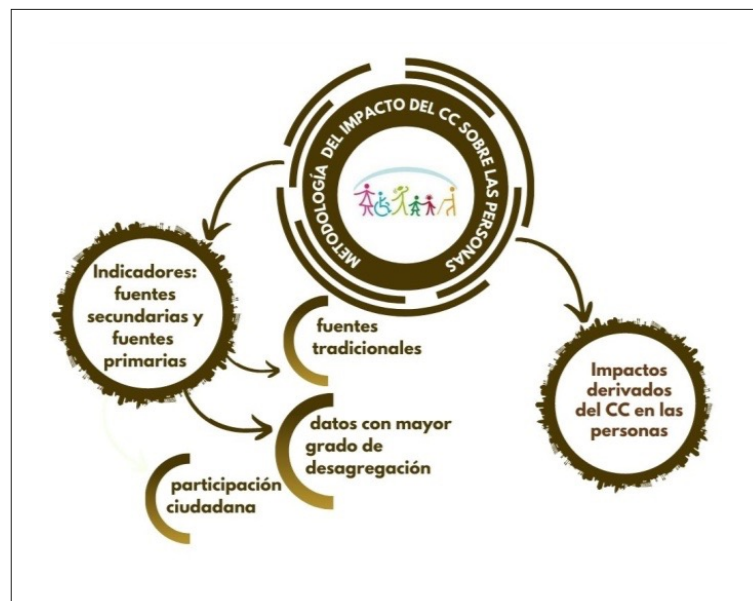 METODOLOGÍA DEL IMPACTO DEL CC SOBRE LAS PERSONAS
Indicadores:
fuentes
secundarias y
fuentes
primarias
fuentes
tradicionales
datos con mayor
grado de
desagregación
participación
ciudadana
Impactos
derivados
del CC en las
personas